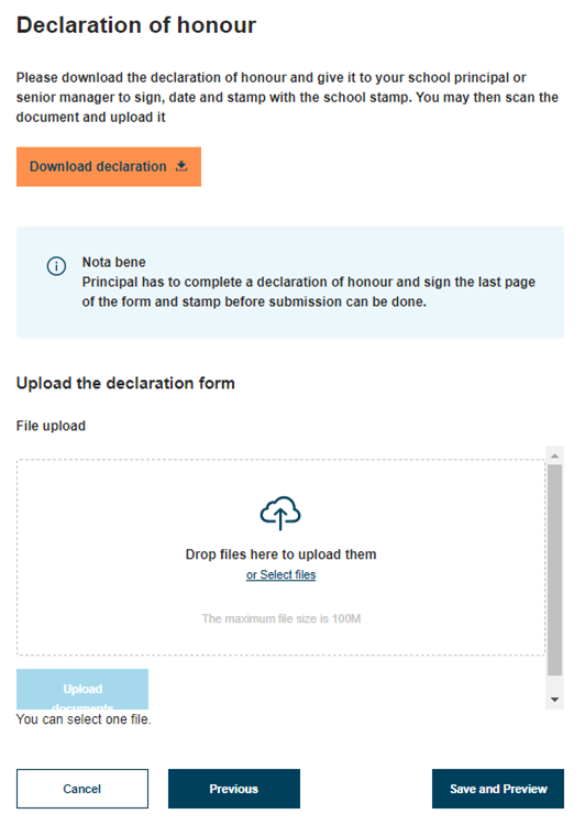 Declaration of honour
Please download the declaration of honour and give it to your school principal or
senior manager to sign, date and stamp with the school stamp. You may then scan the
document and upload it
Download declaration
Nota bene
Principal has to complete a declaration of honour and sign the last page
of the form and stamp before submission can be done.
Upload the declaration form
File upload
Drop files here to upload them
or Select files
The maximum file size is 100M
Upload
documents
You can select one file.
Cancel
Previous
Save and Preview